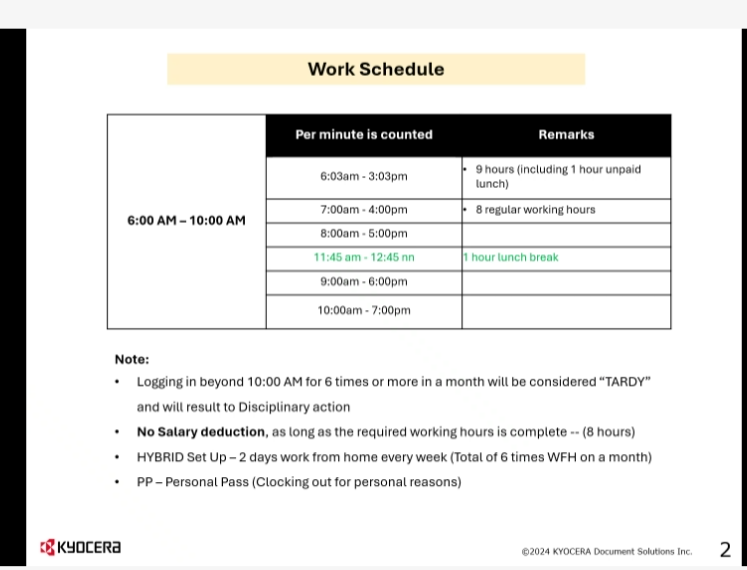 Work Schedule
Per minute is counted
Remarks
6:00 AM – 10:00 AM
6:03am - 3:03pm
• 9 hours (including 1 hour unpaid
lunch)
7:00am - 4:00pm
• 8 regular working hours
8:00am - 5:00pm
11:45 am - 12:45 nn
1 hour lunch break
9:00am - 6:00pm
10:00am - 7:00pm
Note:
• Logging in beyond 10:00 AM for 6 times or more in a month will be considered “TARDY”
and will result to Disciplinary action
• No Salary deduction, as long as the required working hours is complete -- (8 hours)
• HYBRID Set Up – 2 days work from home every week (Total of 6 times WFH on a month)
• PP – Personal Pass (Clocking out for personal reasons)
KYOCERA
©2024 KYOCERA Document Solutions Inc.
2